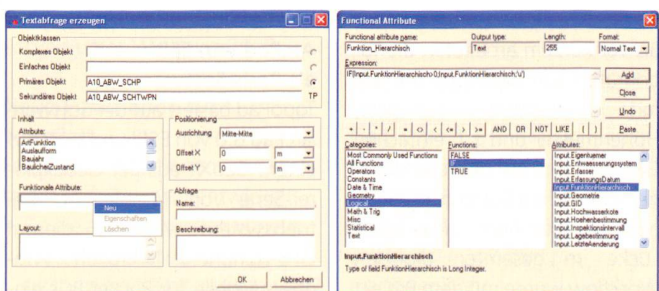 Textabfrage erzeugen
Objektklassen
Komplexes Objekt
Einfaches Objekt
Primäres Objekt A10_ABW_SCHP
Sekundäres Objekt A10_ABW_SCHTWPN TP
Inhalt
Attribute:
ArtFunktion
Auslaufform
Baujahr
BaulicherZustand
Funktionale Attribute:
Neu
Eigenschaften
Löschen
Layout:
Positionierung
Ausrichtung Mitte-Mitte
Offset X 0 m
Offset Y 0 m
Abfrage
Name:
Beschreibung:
OK Abbrechen
Functional Attribute
Functional attribute name: Output type: Length: Format:
Funktion_Hierarchisch Text 255 Normal Text
Expression:
IF(Input.FunktionHierarchisch>0;Input.FunktionHierarchisch;'u')
Add
Close
Undo
Paste
+ - * / = <> < <= > >= AND OR NOT LIKE ( )
Categories: Functions: Attributes:
Most Commonly Used Functions
All Functions
Operators
Constants
Date & Time
Geometry
Logical
Math & Trig
Misc
Statistical
Text
FALSE
IF
TRUE
Input.Eigentuemer
Input.Entwaesserungssystem
Input.Erfasser
Input.ErfassungsDatum
Input.FunktionHierarchisch
Input.Geometrie
Input.GID
Input.Hochwasserkote
Input.Hoehenbestimmung
Input.Inspektionsintervall
Input.Lagebestimmung
Input.LetzteAenderung
Input.FunktionHierarchisch
Type of field FunktionHierarchisch is Long Integer.